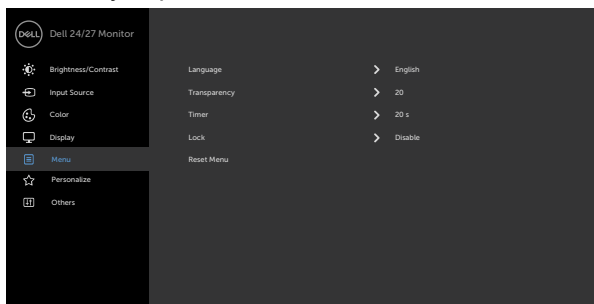 DELL Dell 24/27 Monitor
Brightness/Contrast Language English
Input Source Transparency 20
Color Timer 20 s
Display Lock Disable
Menu Reset Menu
Personalize
Others